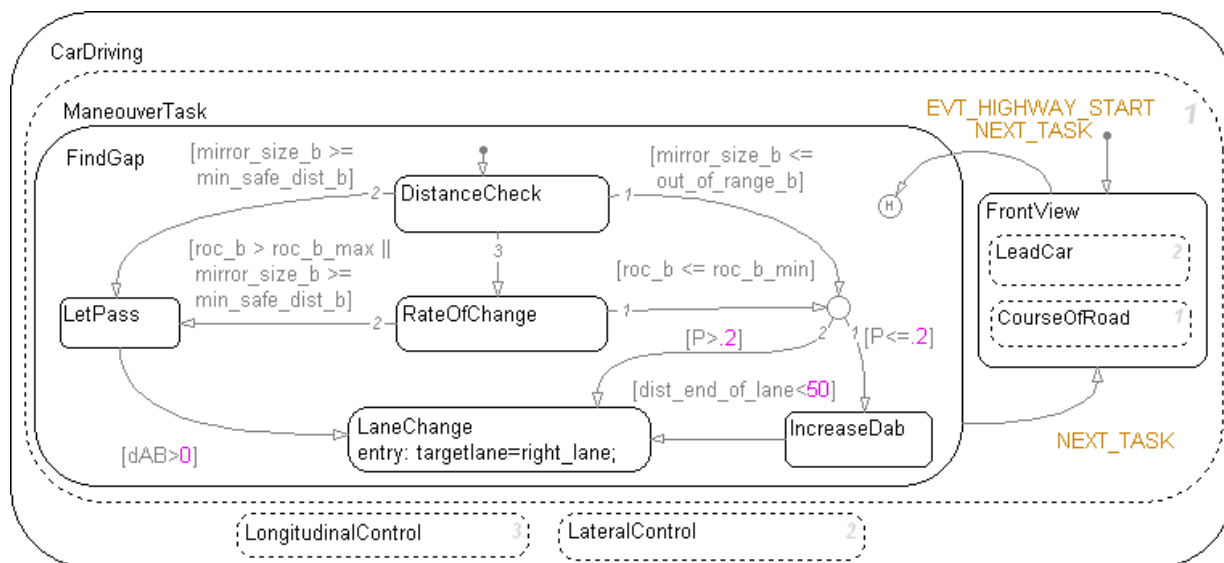 CarDriving
ManeouverTask
1
EVT_HIGHWAY_START
NEXT_TASK
FindGap
[mirror_size_b >=
min_safe_dist_b]
2
DistanceCheck
1
3
[mirror_size_b <=
out_of_range_b]
H
FrontView
LeadCar
2
CourseOfRoad
1
[roc_b > roc_b_max ||
mirror_size_b >=
min_safe_dist_b]
[roc_b <= roc_b_min]
LetPass
2
RateOfChange
1
[P>.2]
2
1
[P<=.2]
[dist_end_of_lane<50]
LaneChange
entry: targetlane=right_lane;
IncreaseDab
[dAB>0]
NEXT_TASK
LongitudinalControl
3
LateralControl
2